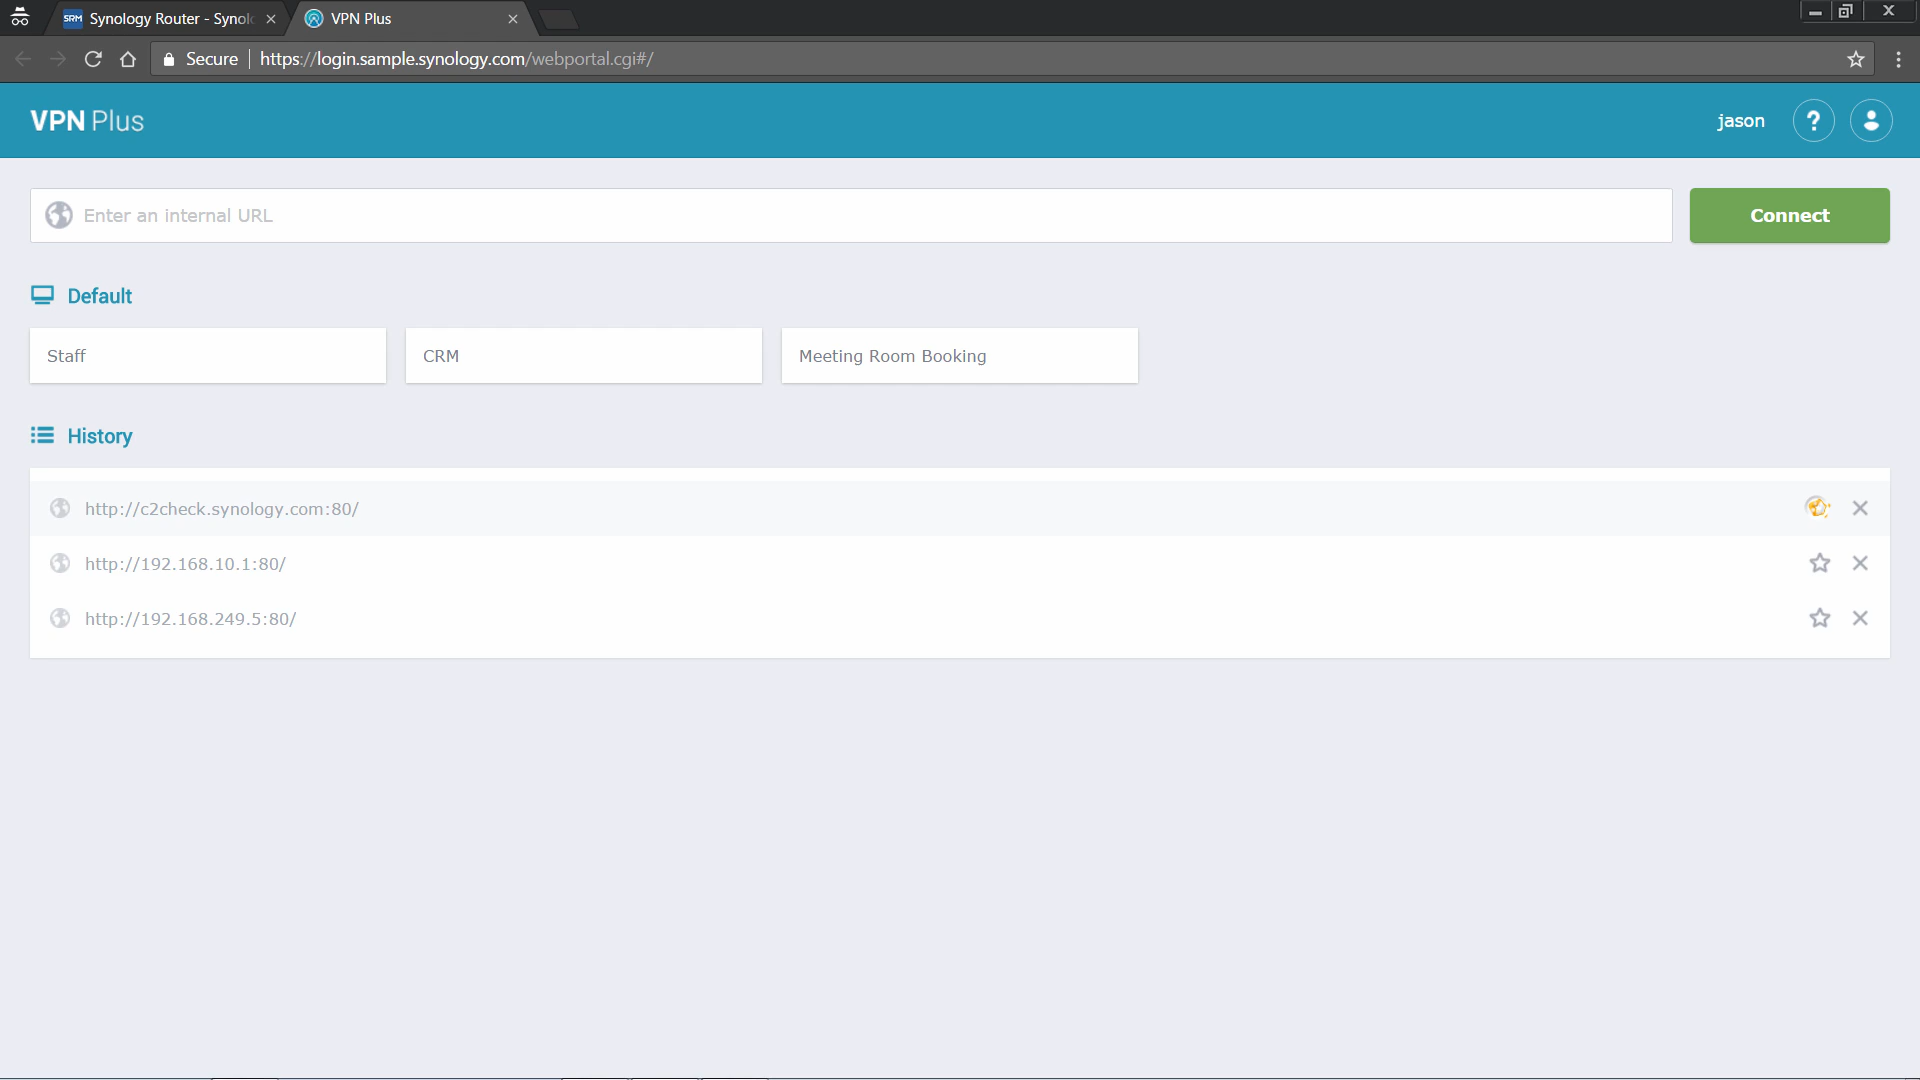 SRM Synology Router - Synol
VPN Plus
Secure
https://login.sample.synology.com/webportal.cgi#/
VPN Plus
jason
?
Enter an internal URL
Connect
Default
Staff
CRM
Meeting Room Booking
History
http://c2check.synology.com:80/
http://192.168.10.1:80/
http://192.168.249.5:80/